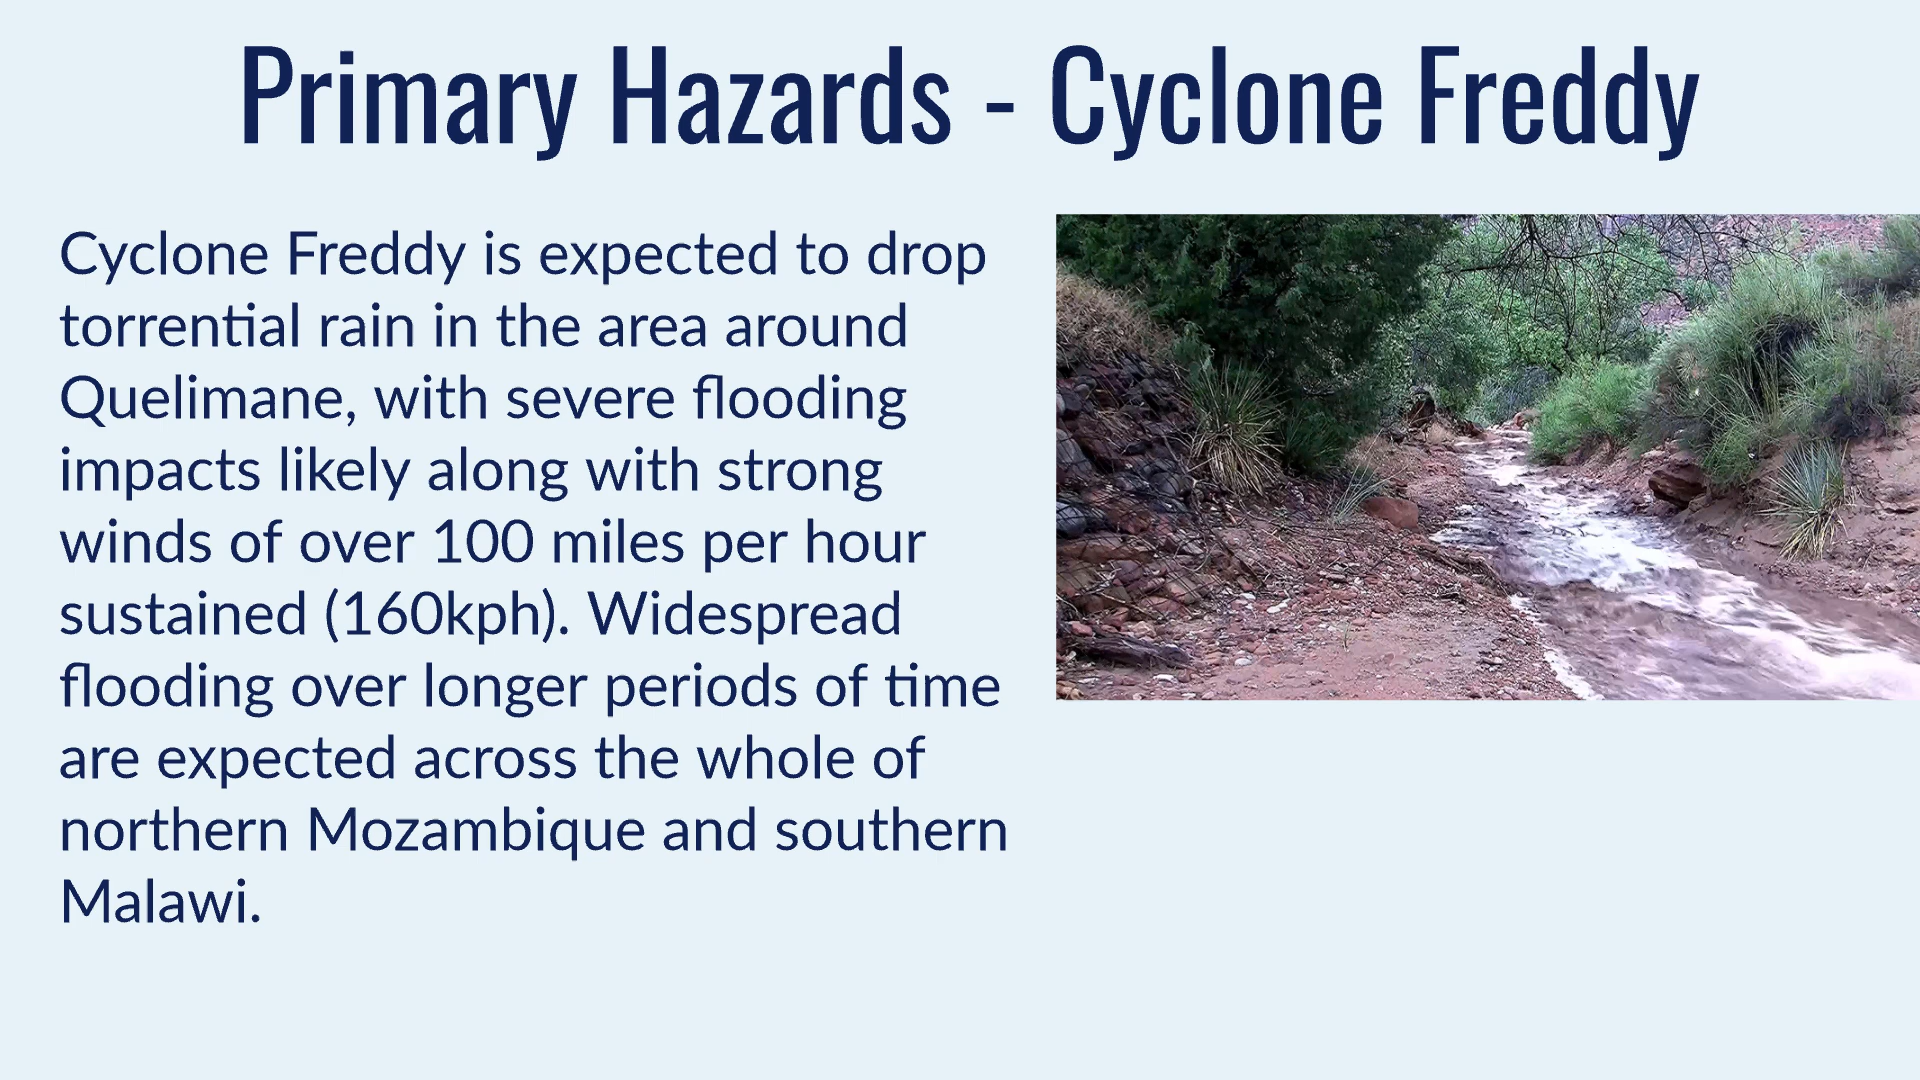 Primary Hazards - Cyclone Freddy
Cyclone Freddy is expected to drop
torrential rain in the area around
Quelimane, with severe flooding
impacts likely along with strong
winds of over 100 miles per hour
sustained (160kph). Widespread
flooding over longer periods of time
are expected across the whole of
northern Mozambique and southern
Malawi.